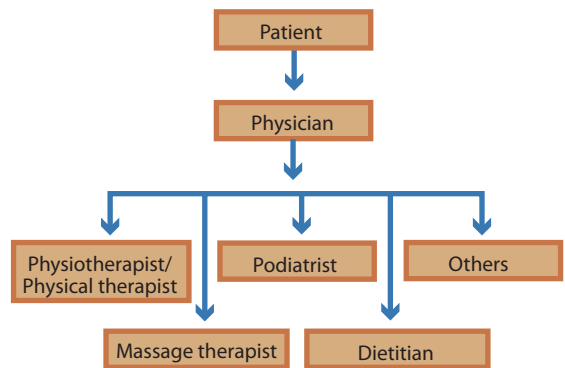 Patient
Physician
Physiotherapist/
Physical therapist
Podiatrist
Others
Massage therapist
Dietitian